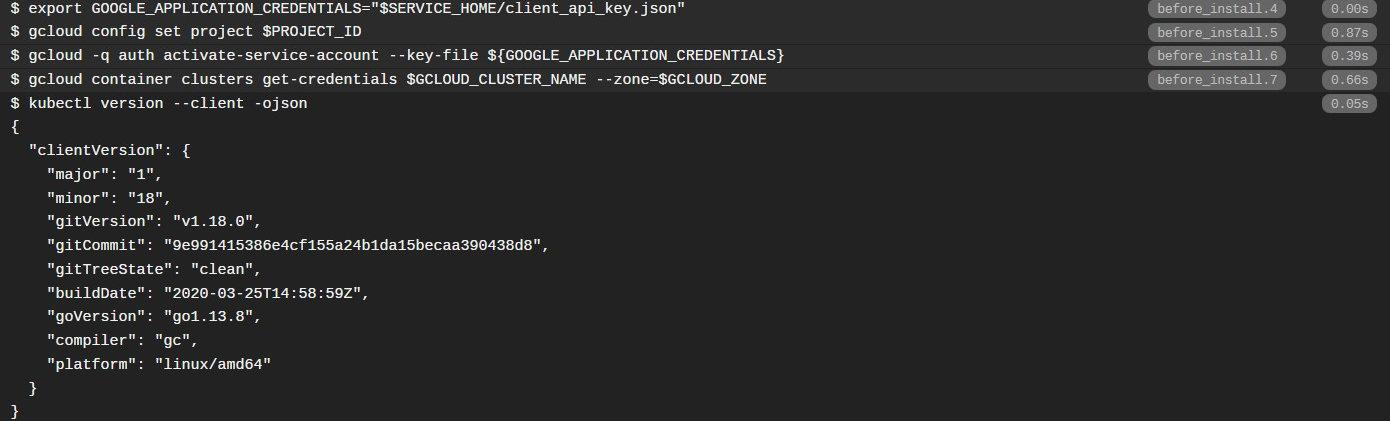 $ export GOOGLE_APPLICATION_CREDENTIALS="$SERVICE_HOME/client_api_key.json" before_install.4 0.00s
$ gcloud config set project $PROJECT_ID before_install.5 0.87s
$ gcloud -q auth activate-service-account --key-file ${GOOGLE_APPLICATION_CREDENTIALS} before_install.6 0.39s
$ gcloud container clusters get-credentials $GCLOUD_CLUSTER_NAME --zone=$GCLOUD_ZONE before_install.7 0.66s
$ kubectl version --client -ojson 0.05s
{
  "clientVersion": {
    "major": "1",
    "minor": "18",
    "gitVersion": "v1.18.0",
    "gitCommit": "9e991415386e4cf155a24b1da15becaa390438d8",
    "gitTreeState": "clean",
    "buildDate": "2020-03-25T14:58:59Z",
    "goVersion": "go1.13.8",
    "compiler": "gc",
    "platform": "linux/amd64"
  }
}